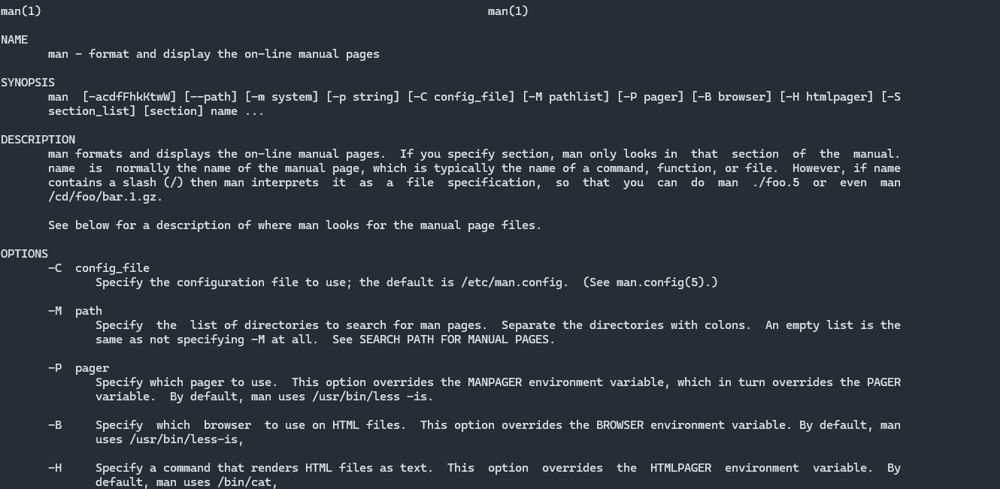 man(1) man(1)
NAME
man - format and display the on-line manual pages
SYNOPSIS
man [-acdfFhkKtwW] [--path] [-m system] [-p string] [-C config_file] [-M pathlist] [-P pager] [-B browser] [-H htmlpager] [-S
section_list] [section] name ...
DESCRIPTION
man formats and displays the on-line manual pages. If you specify section, man only looks in that section of the manual.
name is normally the name of the manual page, which is typically the name of a command, function, or file. However, if name
contains a slash (/) then man interprets it as a file specification, so that you can do man ./foo.5 or even man
/cd/foo/bar.1.gz.
See below for a description of where man looks for the manual page files.
OPTIONS
-C config_file
Specify the configuration file to use; the default is /etc/man.config. (See man.config(5).)
-M path
Specify the list of directories to search for man pages. Separate the directories with colons. An empty list is the
same as not specifying -M at all. See SEARCH PATH FOR MANUAL PAGES.
-P pager
Specify which pager to use. This option overrides the MANPAGER environment variable, which in turn overrides the PAGER
variable. By default, man uses /usr/bin/less -is.
-B Specify which browser to use on HTML files. This option overrides the BROWSER environment variable. By default, man
uses /usr/bin/less-is,
-H Specify a command that renders HTML files as text. This option overrides the HTMLPAGER environment variable. By
default, man uses /bin/cat,